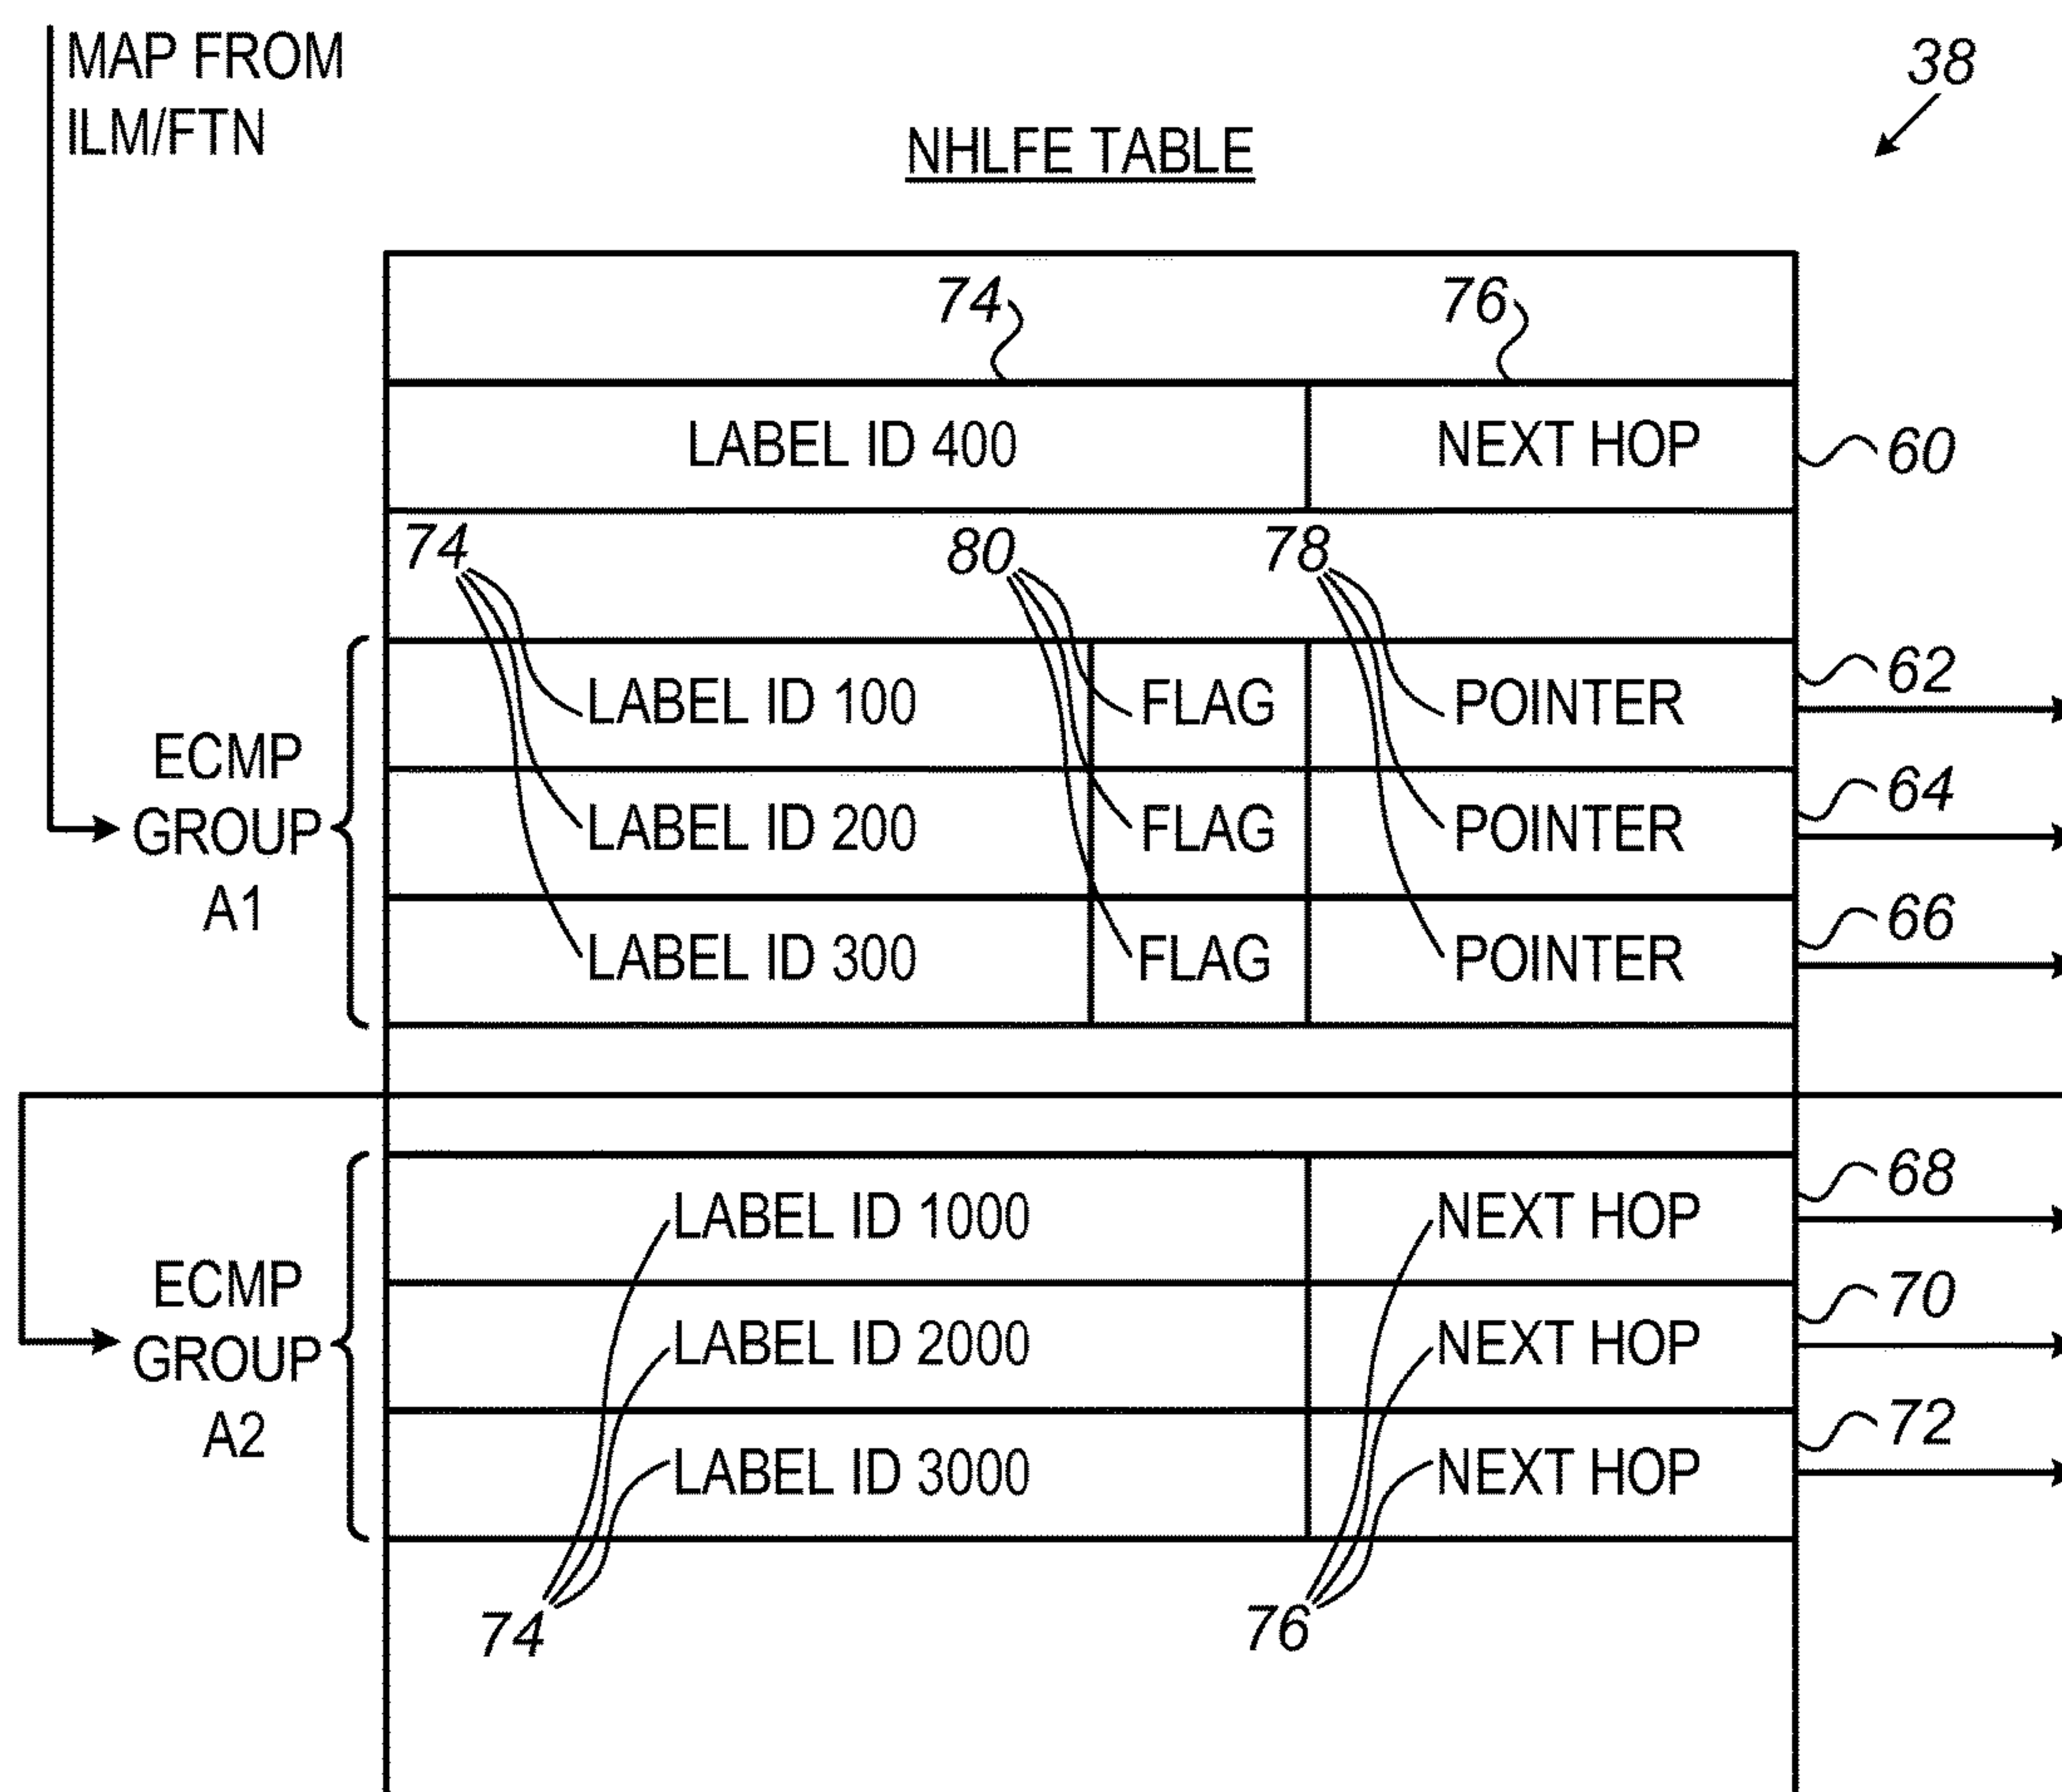 MAP FROM
ILM/FTN
38
NHLFE TABLE
74 76
LABEL ID 400 NEXT HOP 60
74 80 78
LABEL ID 100 FLAG POINTER 62
LABEL ID 200 FLAG POINTER 64
LABEL ID 300 FLAG POINTER 66
ECMP
GROUP
A1
LABEL ID 1000 NEXT HOP 68
LABEL ID 2000 NEXT HOP 70
LABEL ID 3000 NEXT HOP 72
ECMP
GROUP
A2
74 76